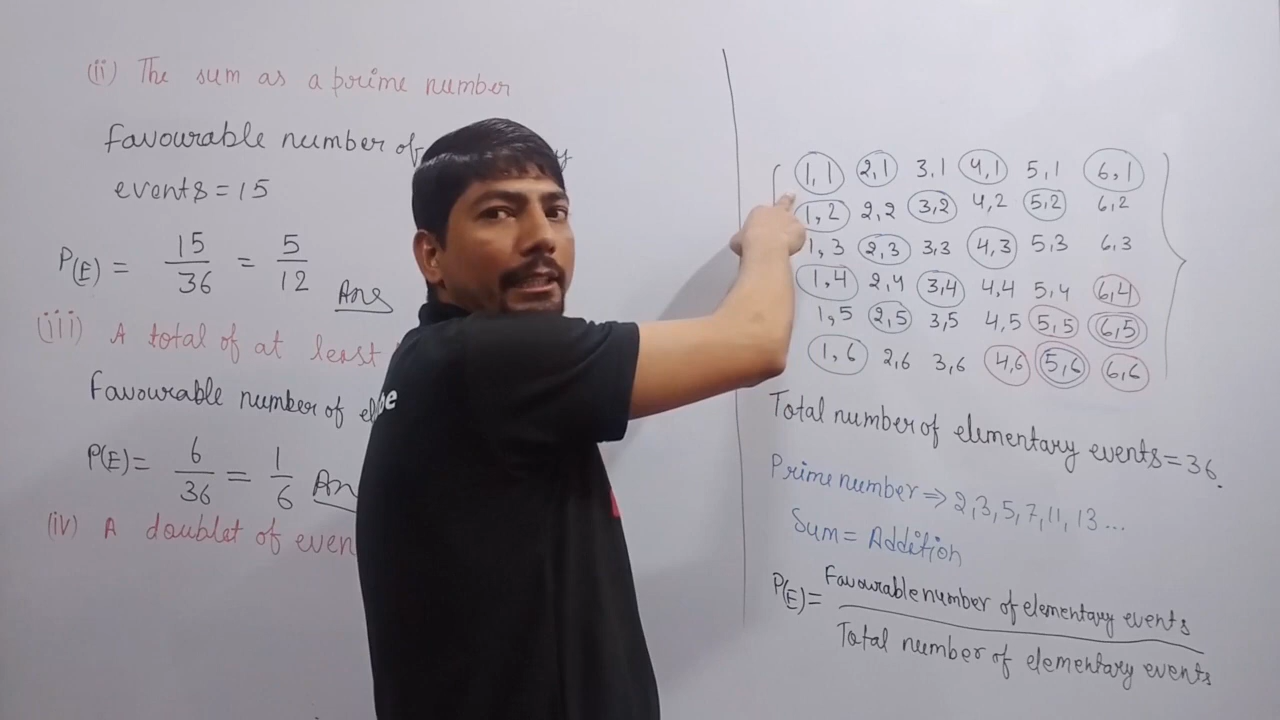 (ii) The sum as a prime number
favourable number of
events = 15
P(E) = 15/36 = 5/12 Ans
(iii) A total of at least
Favourable number of
P(E) = 6/36 = 1/6
(iv) A doublet of even
1,1 2,1 3,1 4,1 5,1 6,1
1,2 2,2 3,2 4,2 5,2 6,2
1,3 2,3 3,3 4,3 5,3 6,3
1,4 2,4 3,4 4,4 5,4 6,4
1,5 2,5 3,5 4,5 5,5 6,5
1,6 2,6 3,6 4,6 5,6 6,6
Total number of elementary events = 36.
Prime number ⇒ 2,3,5,7,11,13...
Sum = Addition
P(E) = Favourable number of elementary events
Total number of elementary events